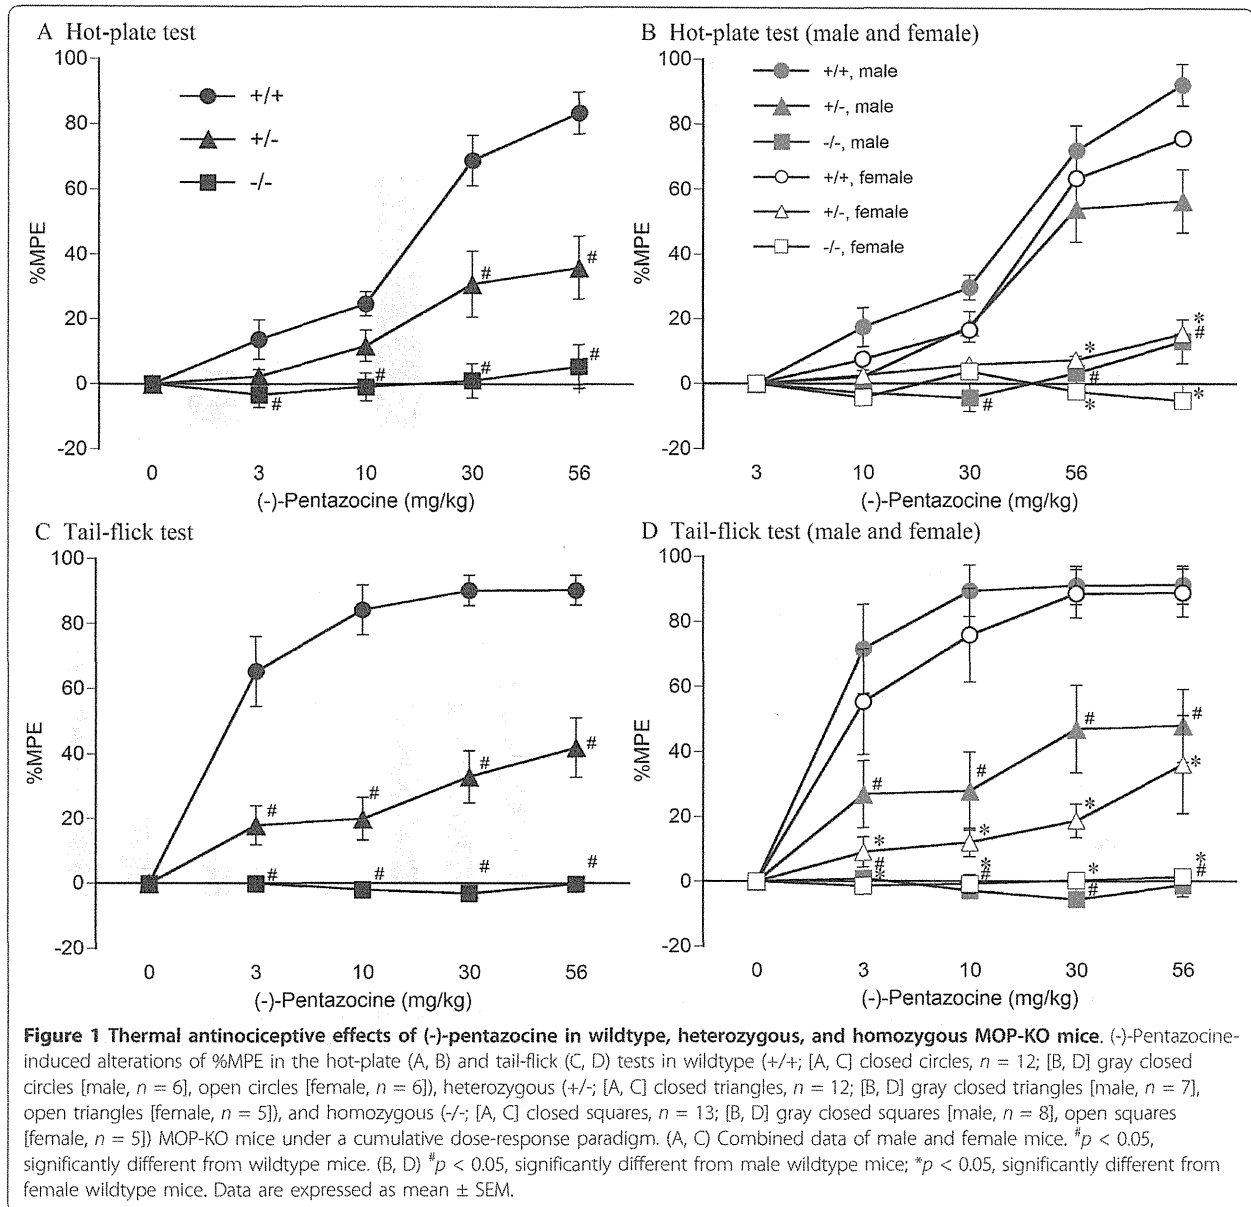 A Hot-plate test
100
80
60
40
20
0
-20
%MPE
+/+
+/-
-/-
#
#
#
#
#
#
0 3 10 30 56
(-)-Pentazocine (mg/kg)
B Hot-plate test (male and female)
100
80
60
40
20
0
-20
%MPE
+/+, male
+/-, male
-/-, male
+/+, female
+/-, female
-/-, female
*
*
#
#
#
*
*
3 10 30 56
(-)-Pentazocine (mg/kg)
C Tail-flick test
100
80
60
40
20
0
-20
%MPE
#
#
#
#
#
#
#
#
0 3 10 30 56
(-)-Pentazocine (mg/kg)
D Tail-flick test (male and female)
100
80
60
40
20
0
-20
%MPE
#
#
#
#
*
*
*
*
#
*
*
#
*
#
*
#
0 3 10 30 56
(-)-Pentazocine (mg/kg)
Figure 1 Thermal antinociceptive effects of (-)-pentazocine in wildtype, heterozygous, and homozygous MOP-KO mice. (-)-Pentazocine-
induced alterations of %MPE in the hot-plate (A, B) and tail-flick (C, D) tests in wildtype (+/+; [A, C] closed circles, n = 12; [B, D] gray closed
circles [male, n = 6], open circles [female, n = 6]), heterozygous (+/-; [A, C] closed triangles, n = 12; [B, D] gray closed triangles [male, n = 7],
open triangles [female, n = 5]), and homozygous (-/-; [A, C] closed squares, n = 13; [B, D] gray closed squares [male, n = 8], open squares
[female, n = 5]) MOP-KO mice under a cumulative dose-response paradigm. (A, C) Combined data of male and female mice. #p < 0.05,
significantly different from wildtype mice. (B, D) #p < 0.05, significantly different from male wildtype mice; *p < 0.05, significantly different from
female wildtype mice. Data are expressed as mean ± SEM.